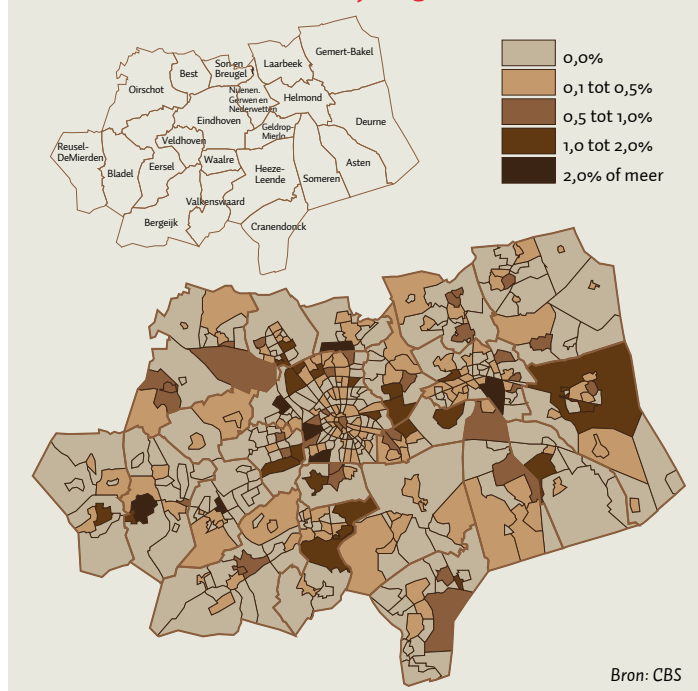 Gemert-Bakel
Son en
Breugel
Laarbeek
Best
Oirschot
Nuenen.
Gerwen en
Nederwetten
Helmond
Eindhoven
Deurne
Geldrop-
Mierlo
Veldhoven
Reusel-
DeMierden
Waalre
Asten
Eersel
Bladel
Heeze-
Leende
Someren
Valkenswaard
Bergeijk
Cranendonck
0,0%
0,1 tot 0,5%
0,5 tot 1,0%
1,0 tot 2,0%
2,0% of meer
Bron: CBS